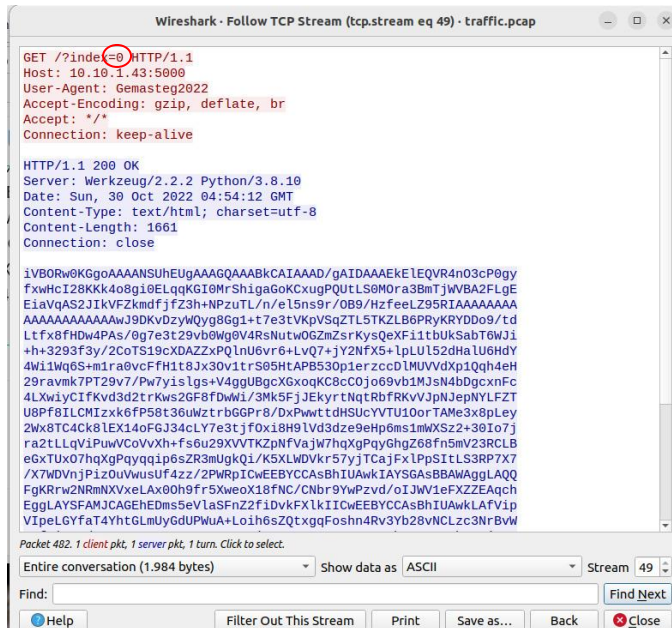 Wireshark · Follow TCP Stream (tcp.stream eq 49) · traffic.pcap
GET /?index=0 HTTP/1.1
Host: 10.10.1.43:5000
User-Agent: Gemasteg2022
Accept-Encoding: gzip, deflate, br
Accept: */*
Connection: keep-alive
HTTP/1.1 200 OK
Server: Werkzeug/2.2.2 Python/3.8.10
Date: Sun, 30 Oct 2022 04:54:12 GMT
Content-Type: text/html; charset=utf-8
Content-Length: 1661
Connection: close
iVBORw0KGgoAAAANSUhEUgAAAGQAAABkCAIAAAD/gAIDAAAEkElEQVR4nO3cP0gy
fxwHcI28KKk4o8gi0ELqqKGI0MrShigaGoKCxugPQUtLS0MOra3BmTjWVBA2FLgE
EiaVqAS2JIkVFZkmdfjfZ3h+NPzuTL/n/el5ns9r/OB9/HzfeeLZ95RIAAAAAAAA
AAAAAAAAAAAAwJ9DKvDzyWQyg8Gg1+t7e3tVKpVSqZTL5TKZLB6PRyKRYDDo9/td
Ltfx8fHDw4PAs/0g7e3t29vb0Wg0V4RsNutwOGZmZsrKysQeXFi1tbUkSabT6WJi
+h+3293f3y/2CoTS19cXDAZZxPQlnU6vr6+LvQ7+jY2NfX5+lpLUl52dHalU6HdY
4Wi1Wq6S+m1ra0vcFfH1t8Jx3Ov1trS05HtAPB53Op1erzccDlMUVVdXp1Qqh4eH
29ravmk7PT29v7/Pw7yislgs+V4ggUBgcXGxoqKC8cCOjo69vb1MJsN4bDgcxnFc
4LXwiyCIfKvd3d2trKws2GF8fDwWi/3Mk5FjJEkyrtNqtRbfRKvVvJNJepNYLFZT
U8Pf8ILCMIzxk6fP58t36uWztrbGGPr8/DxPwwttdHSUcYVTU1OorTAMe3x8pLey
2Wx8TC4Ck8lEX14oFGJ34cLY7e3tjfOxi8H9lVd3dze9eHp6ms1mWXSz2+30Io7j
ra2tLLqViPuwVCoVvXh+fs6u29XVVTKZpNfVajW7hqXgPqyGhgZ68fn5mV23RCLB
eGxTUxO7hqXgPqyqqip6sZR3mUgkQi/K5XLWDVkr57yjTCajFxlPpSItLS3RP7X7
/X7WDVnjPizOuVwusUf4zz/2PWRpICwEEBYCCAsBhIUAwkIAYSGAsBBAWAggLAQQ
FgKRrw2NRmNXVxeLAx0Oh9fr5XweoX18fNC/CNbr9YwPzvd/oIJWV1eFXZZEAqch
EggLAYSFAMJCAGEhEDms5eVlaSFnZ2fiDvkFXlkIICwEEBYCCAsBhIUAwkLAfVip
VIpeLGYfaT4YhtGLmUyGdUPWuA+Loih6sZQtxgqFoshn4Rv3Yb28vNCLzc3NrBvW
Packet 482. 1 client pkt, 1 server pkt, 1 turn. Click to select.
Entire conversation (1.984 bytes)
Show data as ASCII
Stream 49
Find:
Find Next
Help
Filter Out This Stream
Print
Save as...
Back
Close